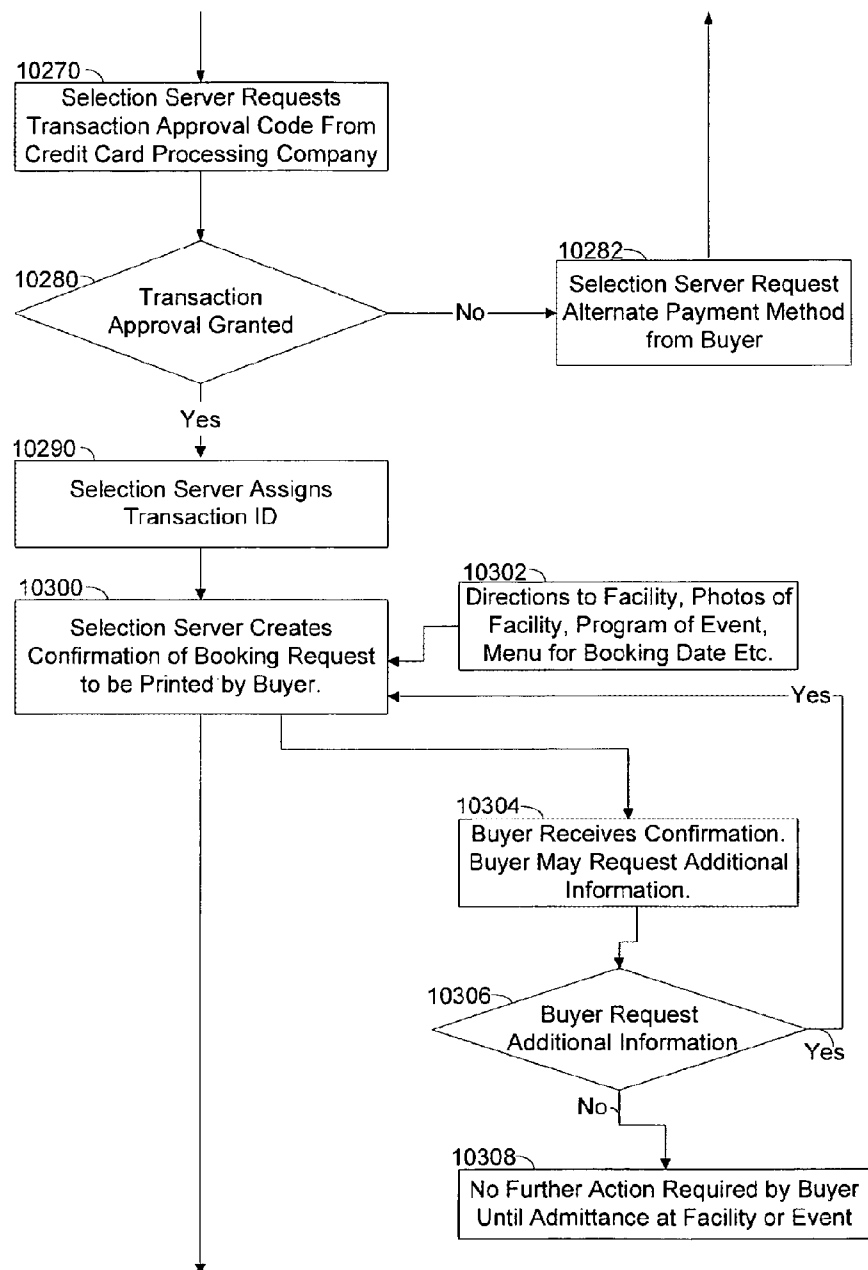 10270
Selection Server Requests
Transaction Approval Code From
Credit Card Processing Company
10280
Transaction
Approval Granted
No
10282
Selection Server Request
Alternate Payment Method
from Buyer
Yes
10290
Selection Server Assigns
Transaction ID
10300
Selection Server Creates
Confirmation of Booking Request
to be Printed by Buyer.
10302
Directions to Facility, Photos of
Facility, Program of Event,
Menu for Booking Date Etc.
Yes
10304
Buyer Receives Confirmation.
Buyer May Request Additional
Information.
10306
Buyer Request
Additional Information
Yes
No
10308
No Further Action Required by Buyer
Until Admittance at Facility or Event